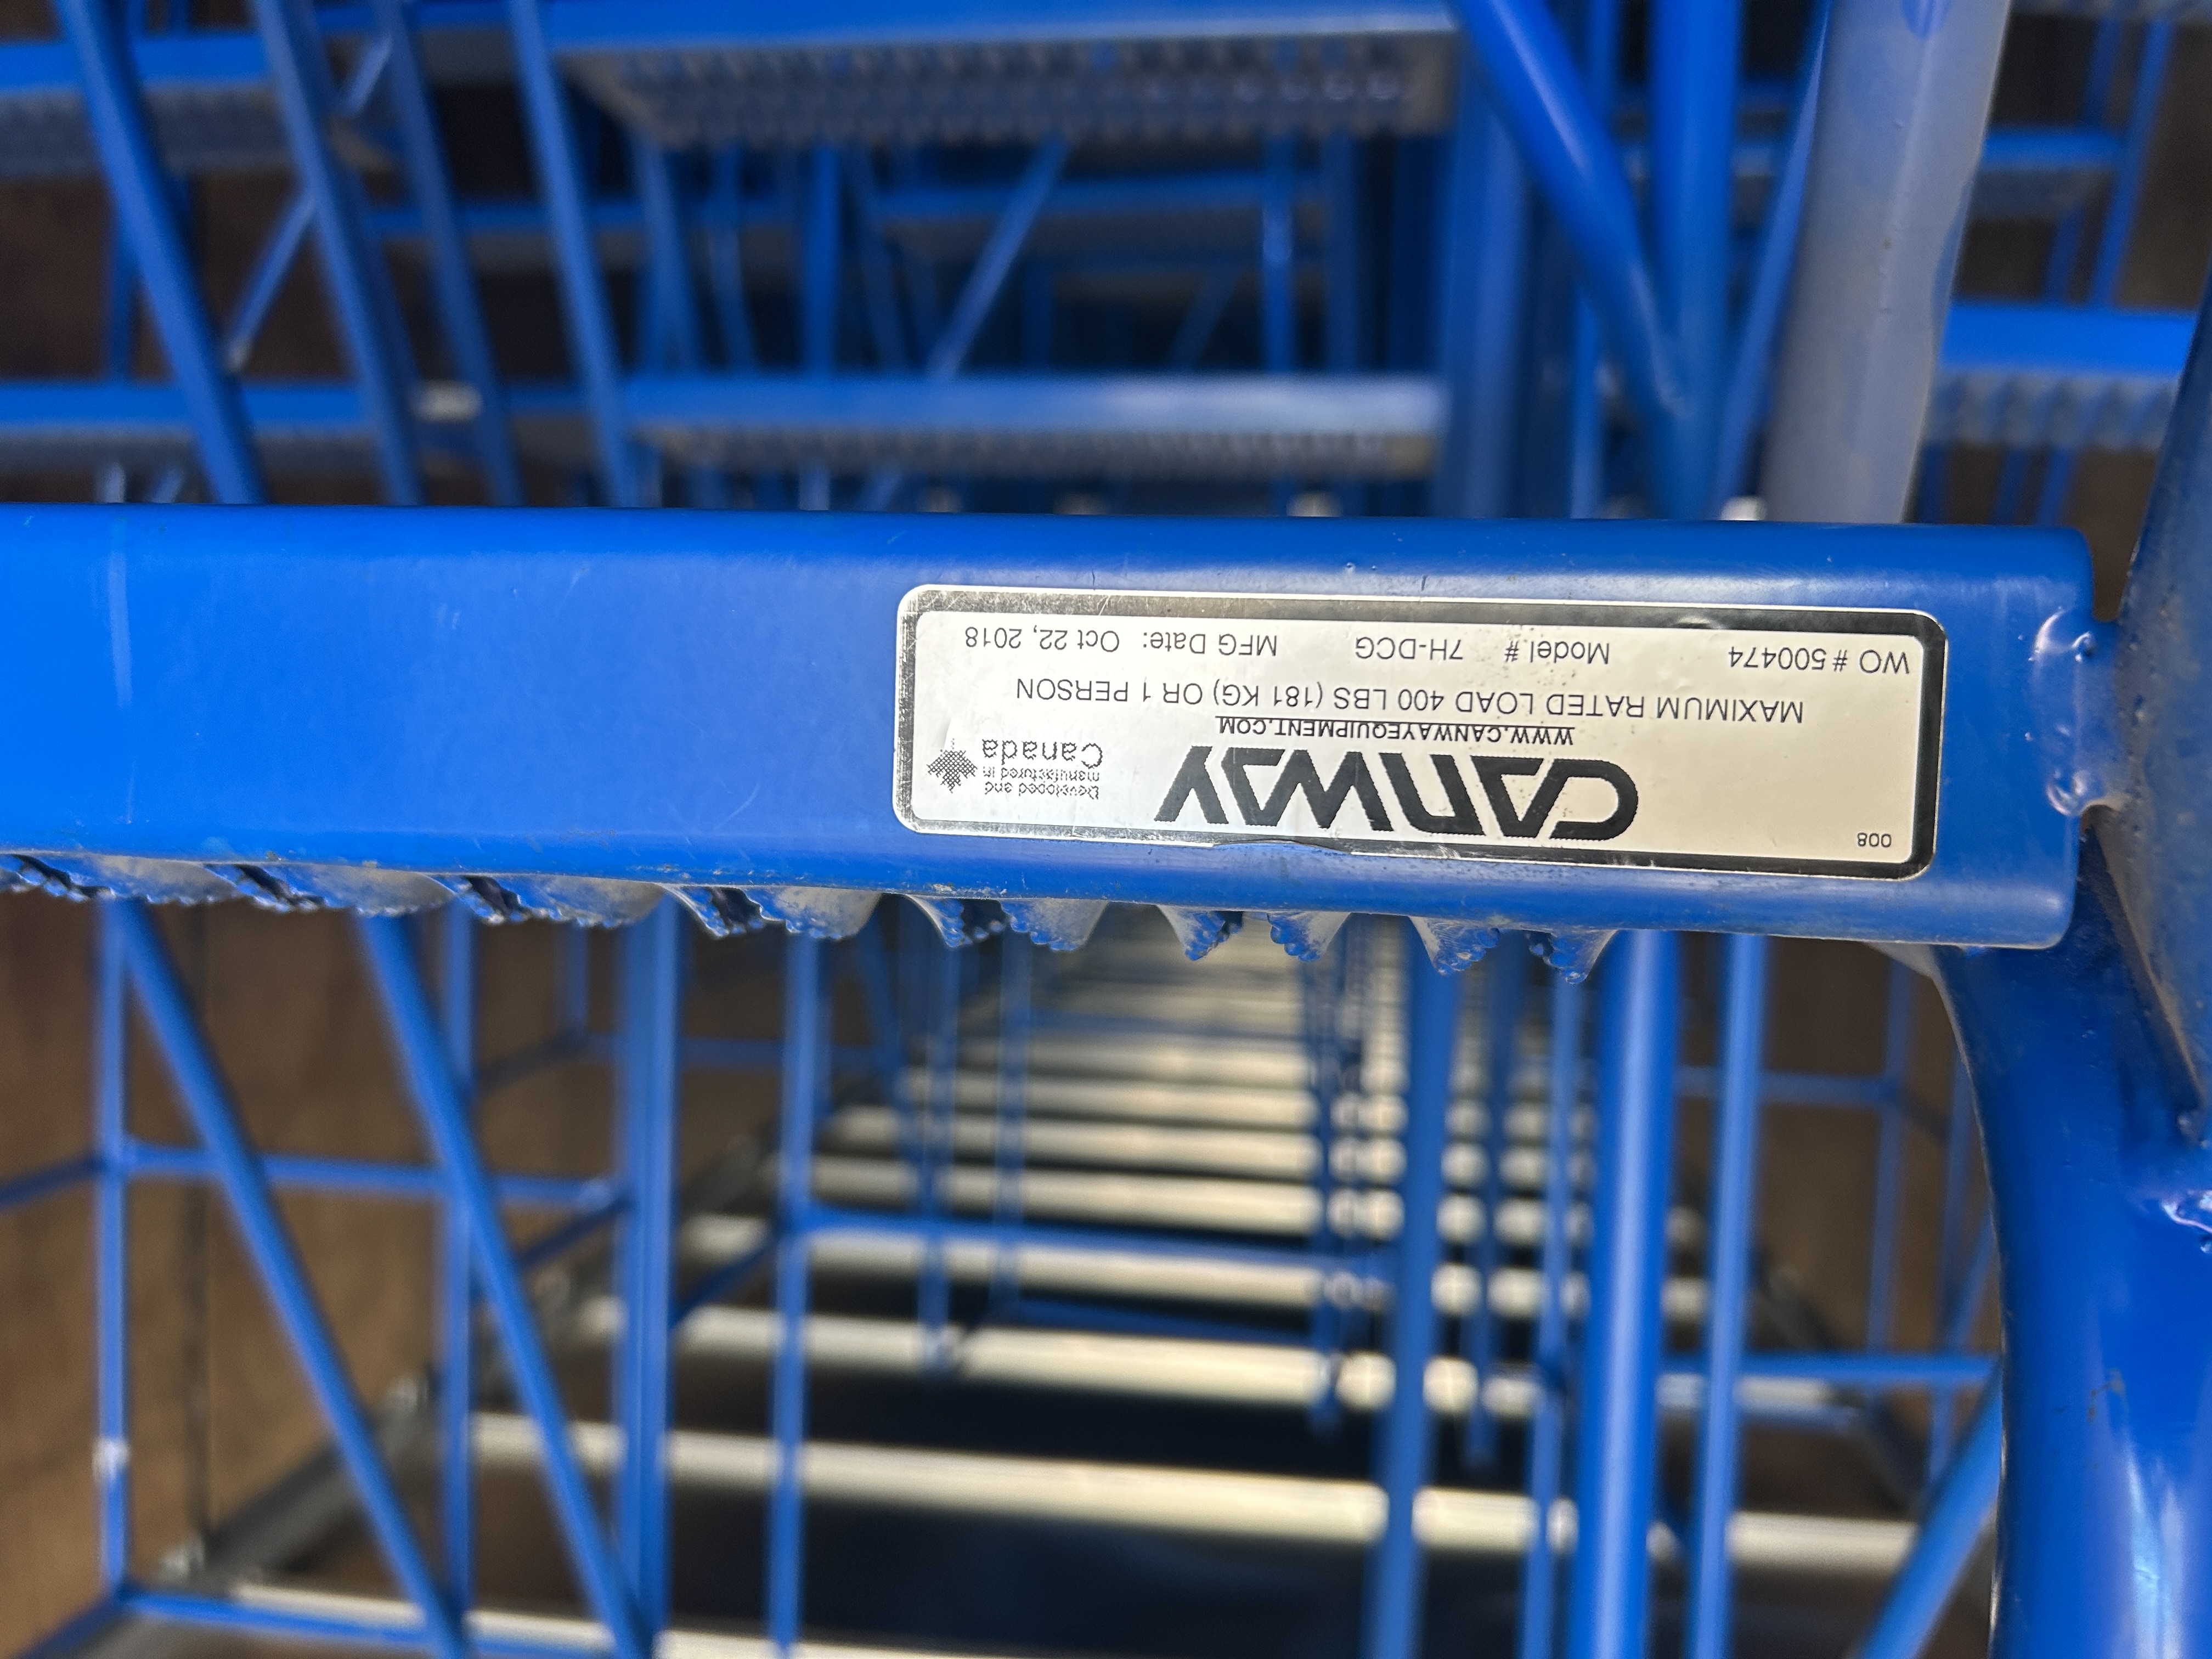 008
CANWAY
Developed and
manufactured in
Canada
WWW.CANWAYEQUIPMENT.COM
MAXIMUM RATED LOAD 400 LBS (181 KG) OR 1 PERSON
WO # 500474 Model # 7H-DCG MFG Date: Oct 22, 2018